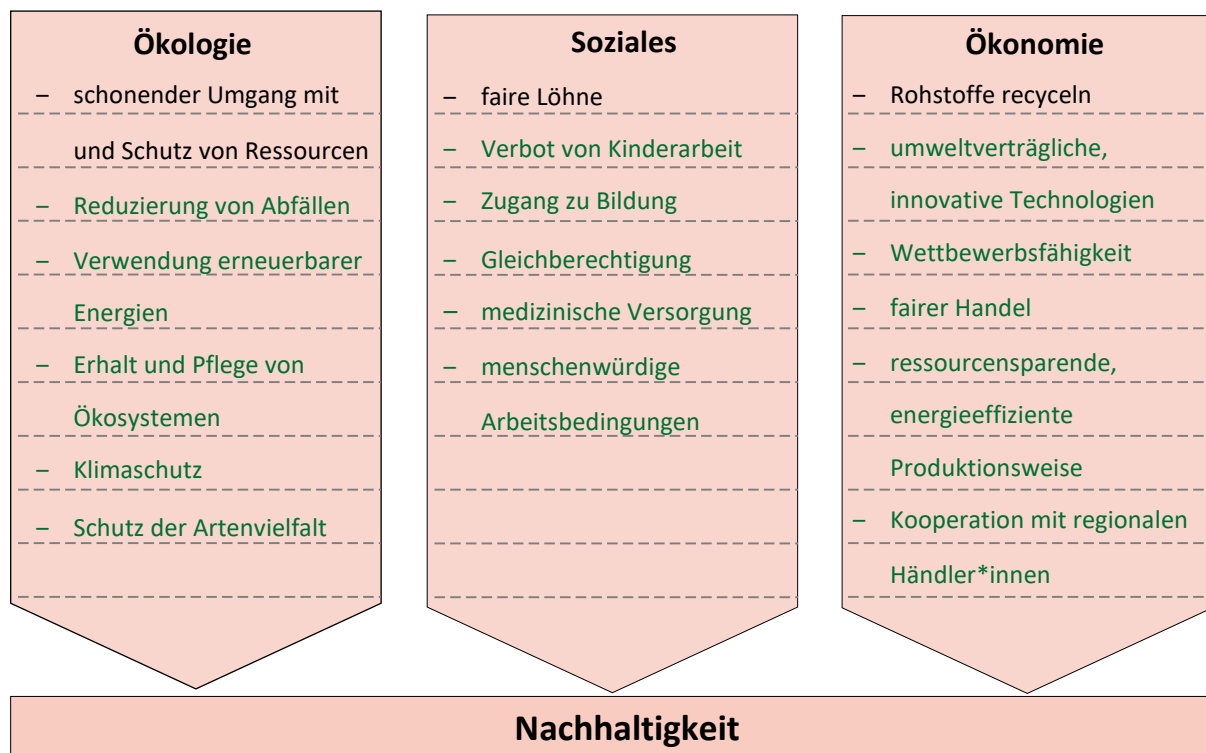 Ökologie
– schonender Umgang mit
und Schutz von Ressourcen
– Reduzierung von Abfällen
– Verwendung erneuerbarer
Energien
– Erhalt und Pflege von
Ökosystemen
– Klimaschutz
– Schutz der Artenvielfalt
Soziales
– faire Löhne
– Verbot von Kinderarbeit
– Zugang zu Bildung
– Gleichberechtigung
– medizinische Versorgung
– menschenwürdige
Arbeitsbedingungen
Ökonomie
– Rohstoffe recyceln
– umweltverträgliche,
innovative Technologien
– Wettbewerbsfähigkeit
– fairer Handel
– ressourcensparende,
energieeffiziente
Produktionsweise
– Kooperation mit regionalen
Händler*innen
Nachhaltigkeit